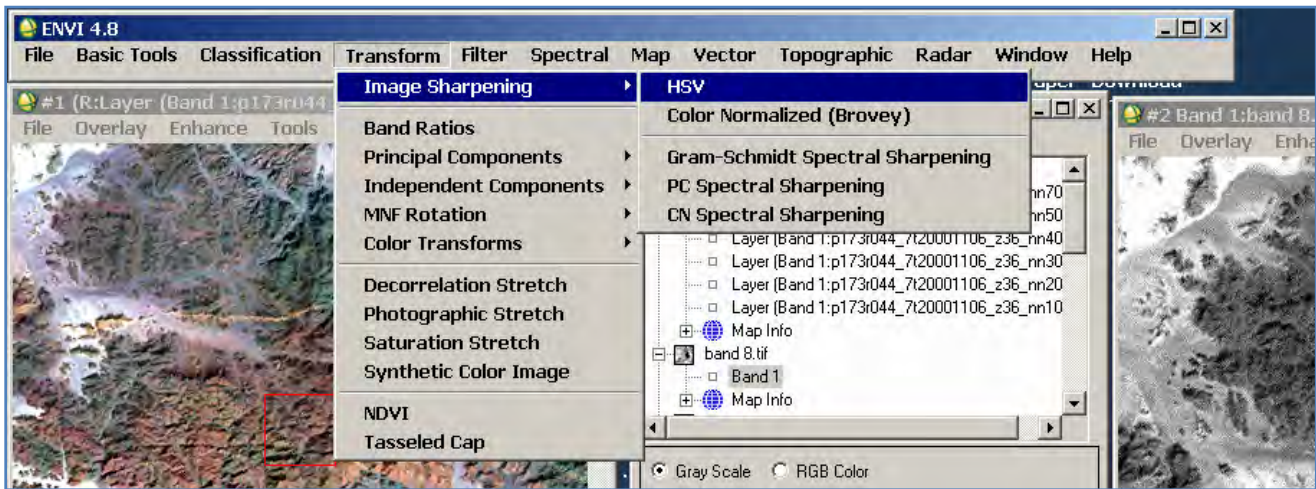 ENVI 4.8
File Basic Tools Classification Transform Filter Spectral Map Vector Topographic Radar Window Help
#1 (R:Layer (Band 1:p173r044
File Overlay Enhance Tools
Image Sharpening
Band Ratios
Principal Components
Independent Components
MNF Rotation
Color Transforms
Decorrelation Stretch
Photographic Stretch
Saturation Stretch
Synthetic Color Image
NDVI
Tasseled Cap
HSV
Color Normalized (Brovey)
Gram-Schmidt Spectral Sharpening
PC Spectral Sharpening
CN Spectral Sharpening
Download
nn70
nn50
Layer (Band 1:p173r044_7t20001106_z36_nn40
Layer (Band 1:p173r044_7t20001106_z36_nn30
Layer (Band 1:p173r044_7t20001106_z36_nn20
Layer (Band 1:p173r044_7t20001106_z36_nn10
Map Info
band 8.tif
Band 1
Map Info
Gray Scale RGB Color
#2 Band 1:band 8.
File Overlay Enha